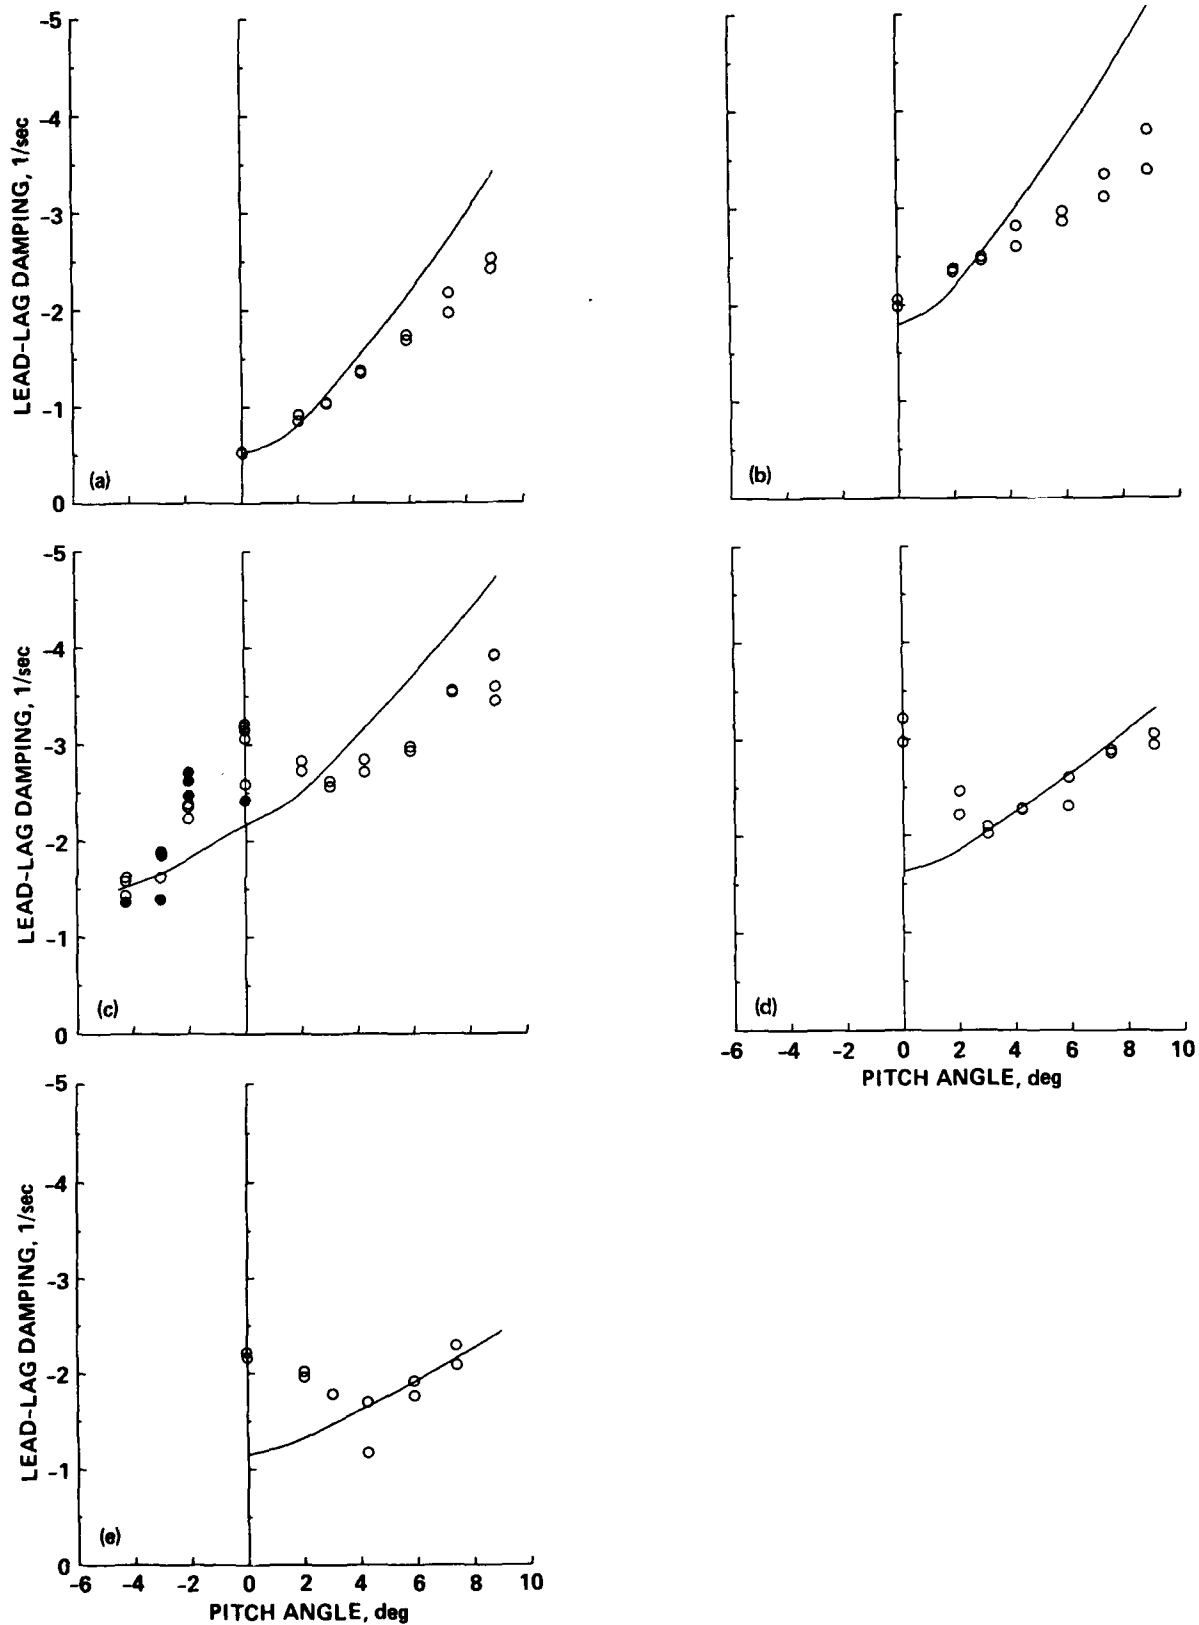 -5
-4
-3
-2
-1
0
LEAD-LAG DAMPING, 1/sec
(a)
(b)
-5
-4
-3
-2
-1
0
LEAD-LAG DAMPING, 1/sec
(c)
(d)
-6 -4 -2 0 2 4 6 8 10
PITCH ANGLE, deg
-5
-4
-3
-2
-1
0
LEAD-LAG DAMPING, 1/sec
(e)
-6 -4 -2 0 2 4 6 8 10
PITCH ANGLE, deg